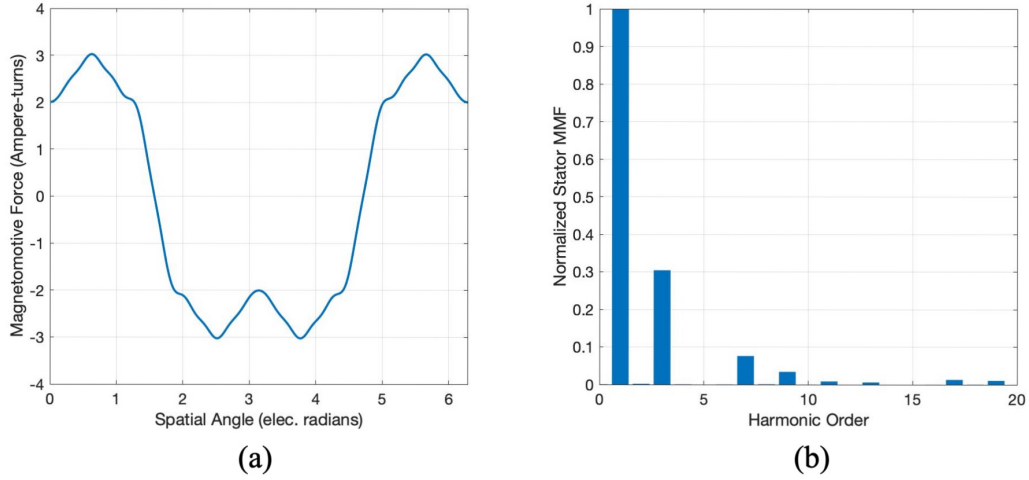 4
3
2
1
0
-1
-2
-3
-4
0 1 2 3 4 5 6
Magnetomotive Force (Ampere-turns)
Spatial Angle (elec. radians)
(a)
1
0.9
0.8
0.7
0.6
0.5
0.4
0.3
0.2
0.1
0
0 5 10 15 20
Normalized Stator MMF
Harmonic Order
(b)